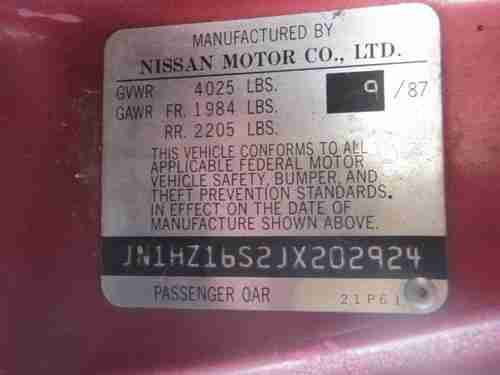 MANUFACTURED BY
NISSAN MOTOR CO., LTD.
GVWR 4025 LBS. 9 /87
GAWR FR. 1984 LBS.
RR. 2205 LBS.
THIS VEHICLE CONFORMS TO ALL
APPLICABLE FEDERAL MOTOR
VEHICLE SAFETY, BUMPER, AND
THEFT PREVENTION STANDARDS.
IN EFFECT ON THE DATE OF
MANUFACTURE SHOWN ABOVE.
JN1HZ16S2JX202924
PASSENGER CAR